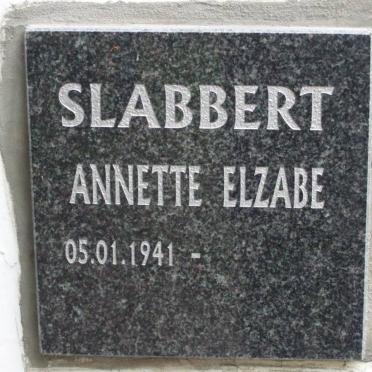 SLABBERT
ANNETTE ELZABE
05.01.1941 -